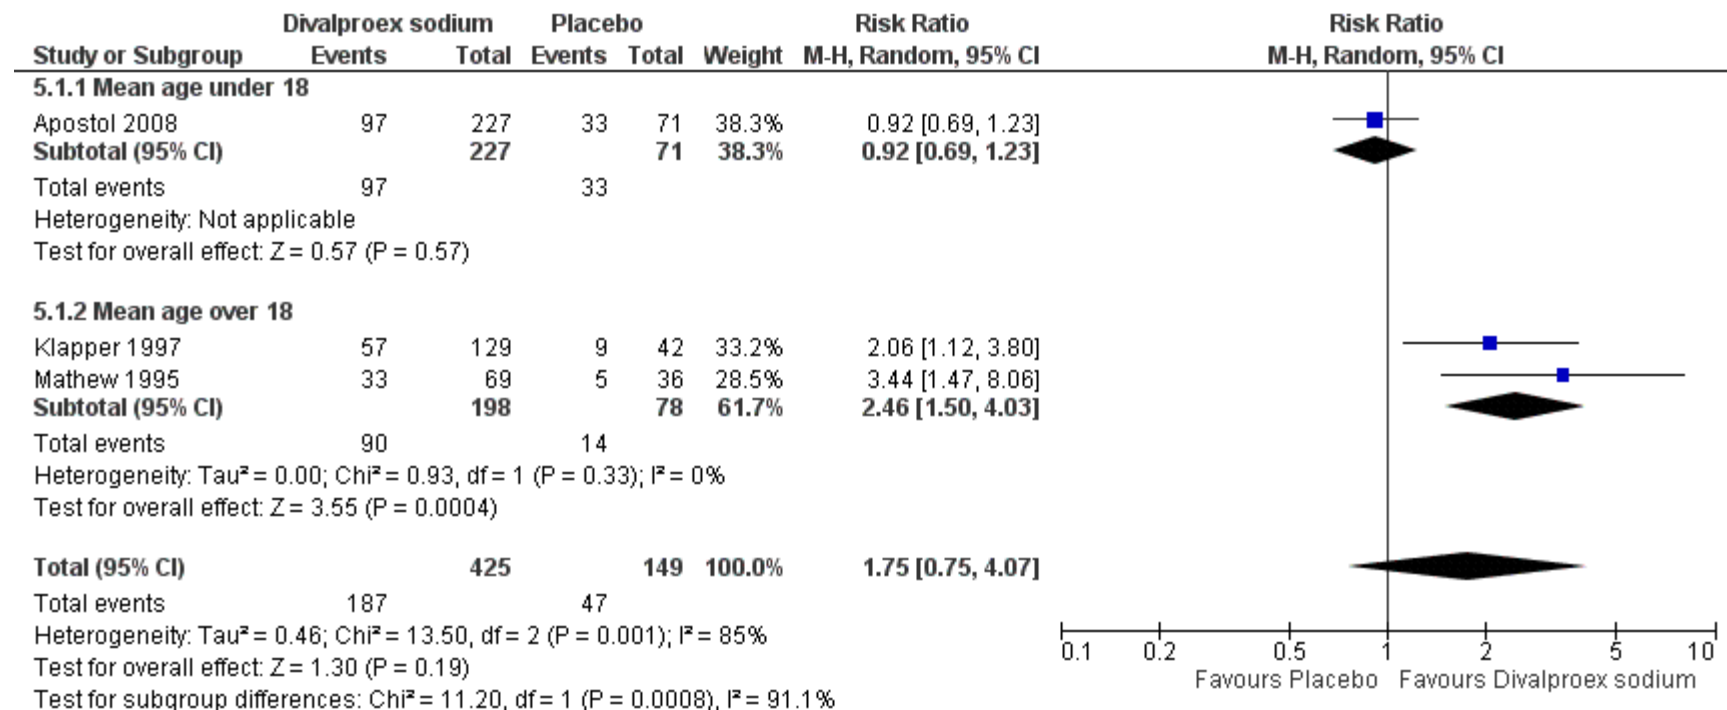 Divalproex sodium Placebo Risk Ratio Risk Ratio
Study or Subgroup Events Total Events Total Weight M-H, Random, 95% CI M-H, Random, 95% CI
5.1.1 Mean age under 18
Apostol 2008 97 227 33 71 38.3% 0.92 [0.69, 1.23]
Subtotal (95% CI) 227 71 38.3% 0.92 [0.69, 1.23]
Total events 97 33
Heterogeneity: Not applicable
Test for overall effect: Z = 0.57 (P = 0.57)
5.1.2 Mean age over 18
Klapper 1997 57 129 9 42 33.2% 2.06 [1.12, 3.80]
Mathew 1995 33 69 5 36 28.5% 3.44 [1.47, 8.06]
Subtotal (95% CI) 198 78 61.7% 2.46 [1.50, 4.03]
Total events 90 14
Heterogeneity: Tau² = 0.00; Chi² = 0.93, df = 1 (P = 0.33); I² = 0%
Test for overall effect: Z = 3.55 (P = 0.0004)
Total (95% CI) 425 149 100.0% 1.75 [0.75, 4.07]
Total events 187 47
Heterogeneity: Tau² = 0.46; Chi² = 13.50, df = 2 (P = 0.001); I² = 85%
Test for overall effect: Z = 1.30 (P = 0.19)
Test for subgroup differences: Chi² = 11.20, df = 1 (P = 0.0008), I² = 91.1%
0.1 0.2 0.5 1 2 5 10
Favours Placebo Favours Divalproex sodium